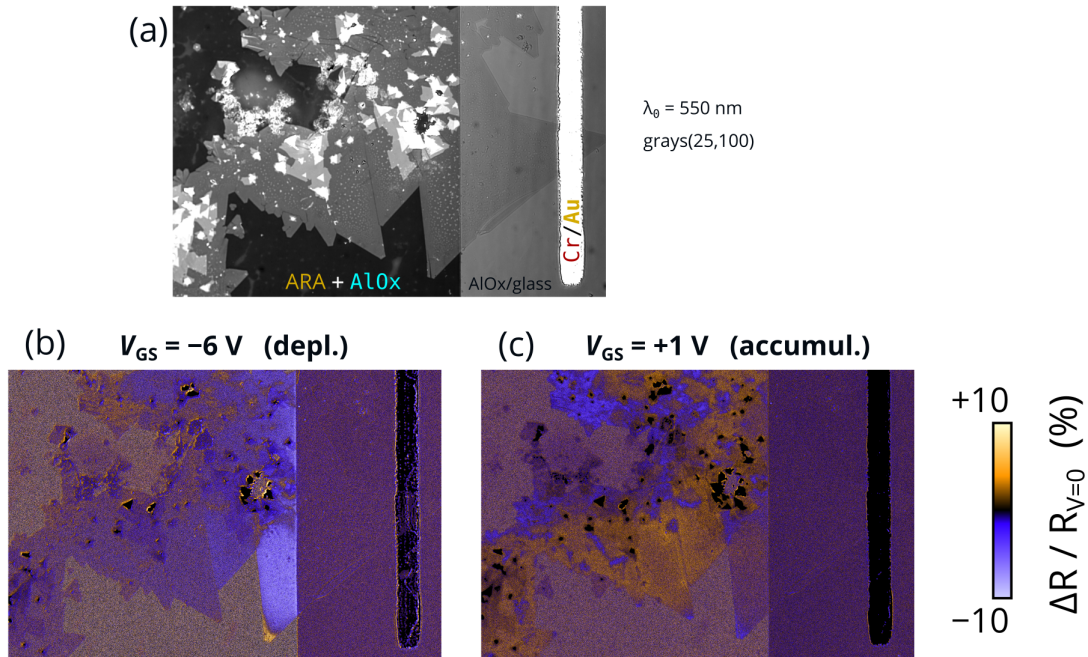 (a)
λ₀ = 550 nm
grays(25,100)
Cr/Au
ARA + AlOx
AlOx/glass
(b) V_GS = −6 V (depl.)
(c) V_GS = +1 V (accumul.)
+10
−10
ΔR / R_V=0 (%)